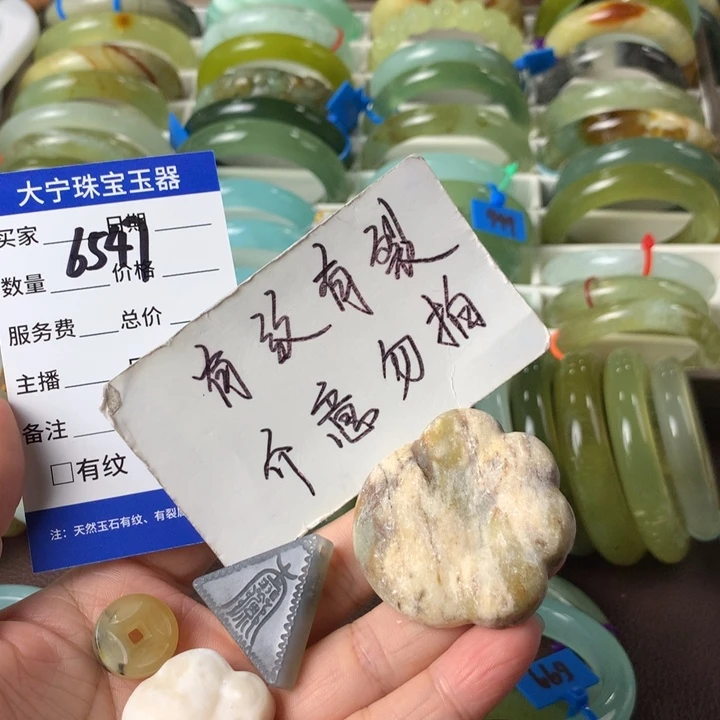 大宁珠宝玉器
买家 日期
6541
数量 价格
服务费 总价
主播
备注
□有纹
注：天然玉石有纹、有裂属
有纹有裂
介意勿拍
999
669